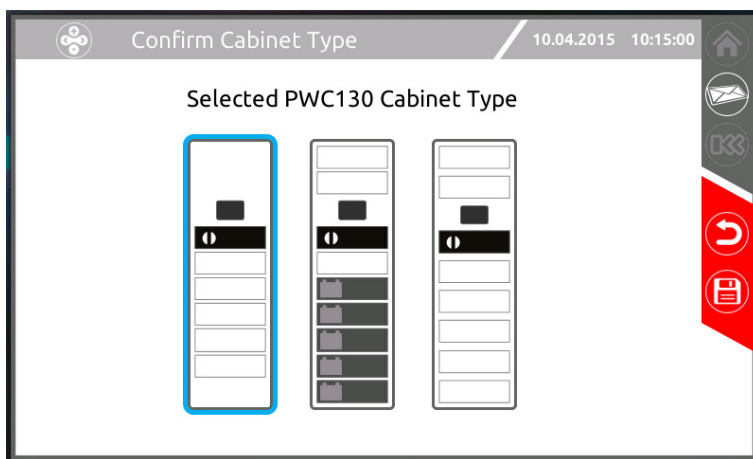 Confirm Cabinet Type
10.04.2015 10:15:00
Selected PWC130 Cabinet Type